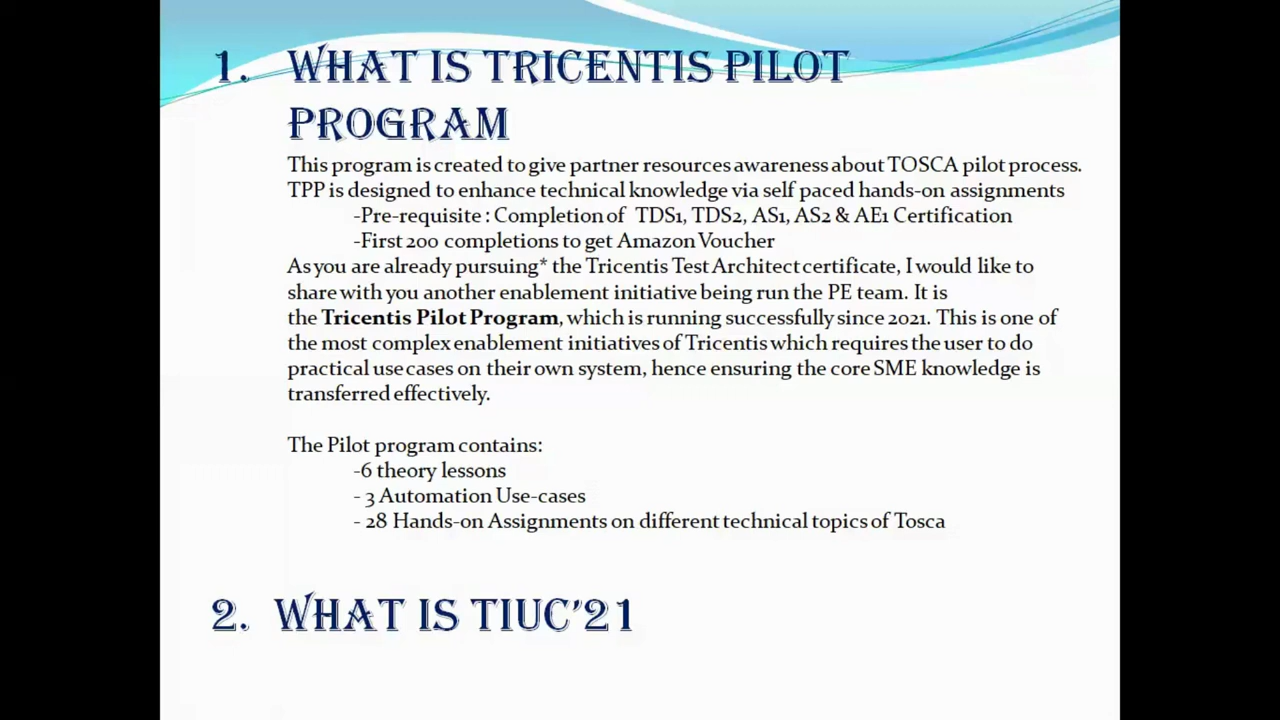 1. WHAT IS TRICENTIS PILOT
PROGRAM
This program is created to give partner resources awareness about TOSCA pilot process.
TPP is designed to enhance technical knowledge via self paced hands-on assignments
-Pre-requisite : Completion of TDS1, TDS2, AS1, AS2 & AE1 Certification
-First 200 completions to get Amazon Voucher
As you are already pursuing* the Tricentis Test Architect certificate, I would like to
share with you another enablement initiative being run the PE team. It is
the Tricentis Pilot Program, which is running successfully since 2021. This is one of
the most complex enablement initiatives of Tricentis which requires the user to do
practical use cases on their own system, hence ensuring the core SME knowledge is
transferred effectively.
The Pilot program contains:
-6 theory lessons
- 3 Automation Use-cases
- 28 Hands-on Assignments on different technical topics of Tosca
2. WHAT IS TIUC’21